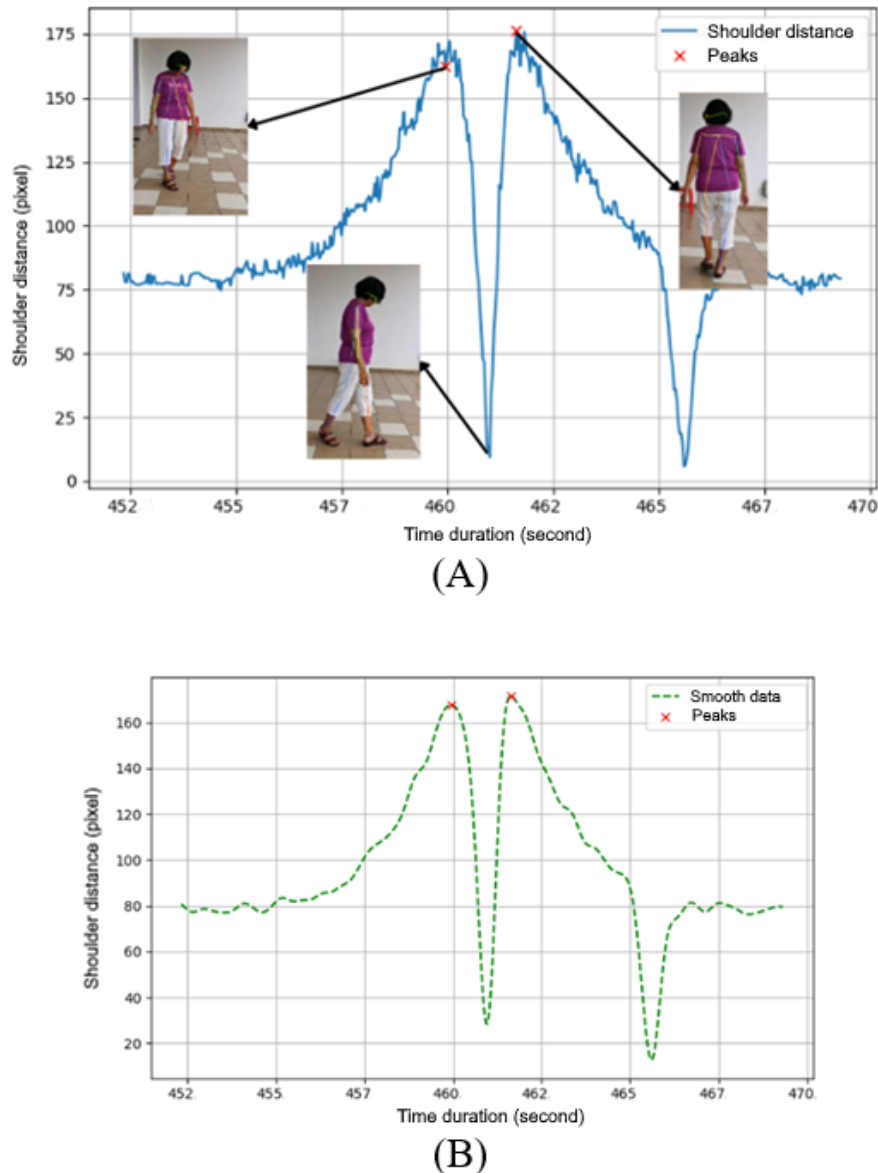 175
150
125
100
75
50
25
0
Shoulder distance (pixel)
Shoulder distance
Peaks
452 455 457 460 462 465 467 470
Time duration (second)
(A)
160
140
120
100
80
60
40
20
Shoulder distance (pixel)
Smooth data
Peaks
452. 455. 457 460. 462. 465 467 470.
Time duration (second)
(B)